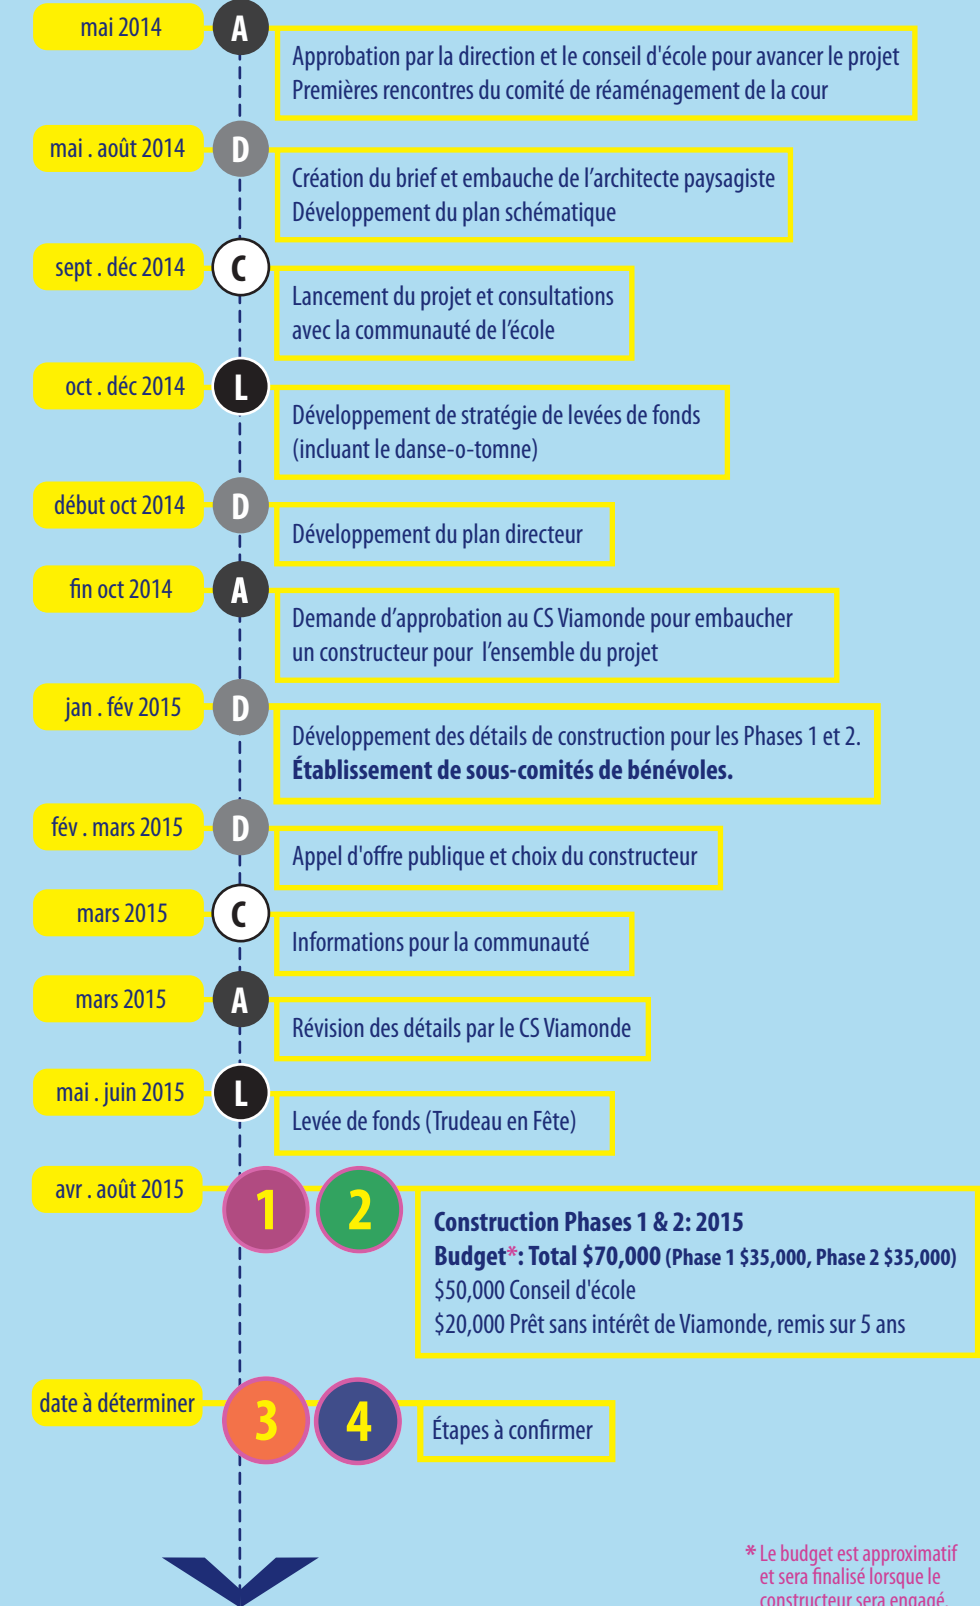 mai 2014
A
Approbation par la direction et le conseil d'école pour avancer le projet
Premières rencontres du comité de réaménagement de la cour
mai . août 2014
D
Création du brief et embauche de l’architecte paysagiste
Développement du plan schématique
sept . déc 2014
C
Lancement du projet et consultations
avec la communauté de l’école
oct . déc 2014
L
Développement de stratégie de levées de fonds
(incluant le danse-o-tomne)
début oct 2014
D
Développement du plan directeur
fin oct 2014
A
Demande d’approbation au CS Viamonde pour embaucher
un constructeur pour l’ensemble du projet
jan . fév 2015
D
Développement des détails de construction pour les Phases 1 et 2.
Établissement de sous-comités de bénévoles.
fév . mars 2015
D
Appel d'offre publique et choix du constructeur
mars 2015
C
Informations pour la communauté
mars 2015
A
Révision des détails par le CS Viamonde
mai . juin 2015
L
Levée de fonds (Trudeau en Fête)
avr . août 2015
1 2
Construction Phases 1 & 2: 2015
Budget*: Total $70,000 (Phase 1 $35,000, Phase 2 $35,000)
$50,000 Conseil d'école
$20,000 Prêt sans intérêt de Viamonde, remis sur 5 ans
date à déterminer
3 4
Étapes à confirmer
* Le budget est approximatif
et sera finalisé lorsque le
constructeur sera engagé.